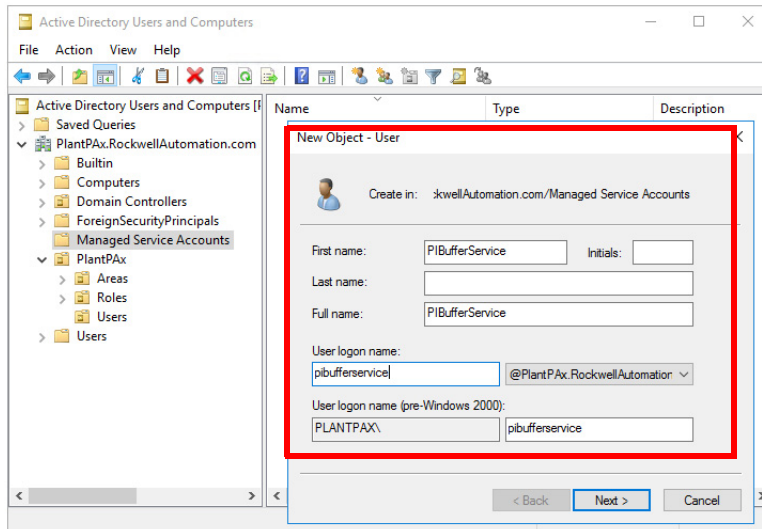 Active Directory Users and Computers
File Action View Help
Active Directory Users and Computers [
Name Type Description
Saved Queries
PlantPAx.RockwellAutomation.com
Builtin
Computers
Domain Controllers
ForeignSecurityPrincipals
Managed Service Accounts
PlantPAx
Areas
Roles
Users
Users
New Object - User
Create in: :kwellAutomation.com/Managed Service Accounts
First name: PIBufferService Initials:
Last name:
Full name: PIBufferService
User logon name:
pibufferservice @PlantPAx.RockwellAutomation
User logon name (pre-Windows 2000):
PLANTPAX\ pibufferservice
< Back Next > Cancel